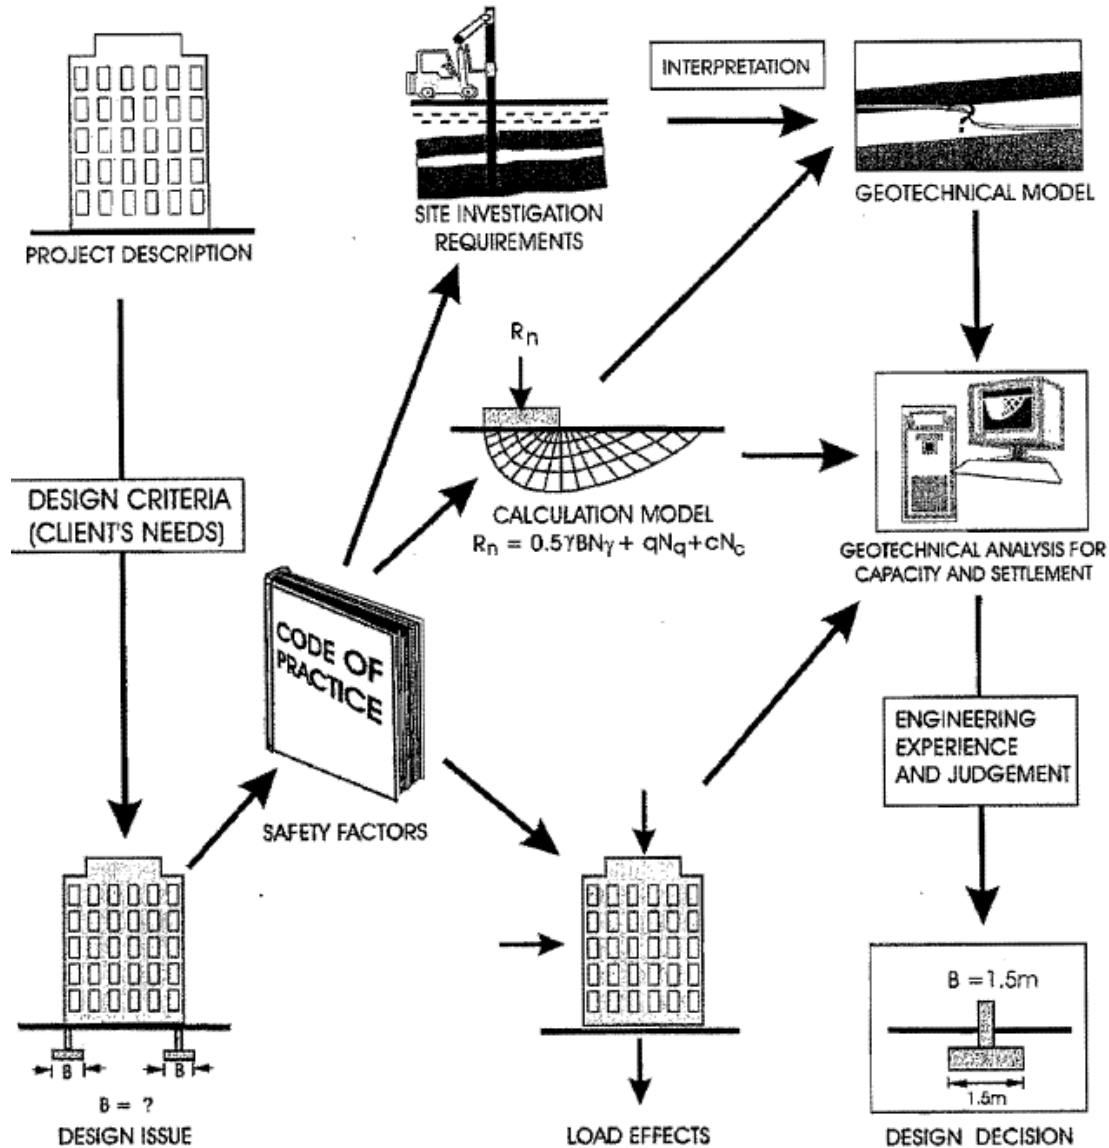 PROJECT DESCRIPTION
SITE INVESTIGATION
REQUIREMENTS
INTERPRETATION
GEOTECHNICAL MODEL
DESIGN CRITERIA
(CLIENT'S NEEDS)
Rn
CALCULATION MODEL
Rn = 0.5γBNγ + qNq + cNc
GEOTECHNICAL ANALYSIS FOR
CAPACITY AND SETTLEMENT
CODE OF
PRACTICE
SAFETY FACTORS
ENGINEERING
EXPERIENCE
AND JUDGEMENT
B
B
B = ?
DESIGN ISSUE
LOAD EFFECTS
B = 1.5m
1.5m
DESIGN DECISION